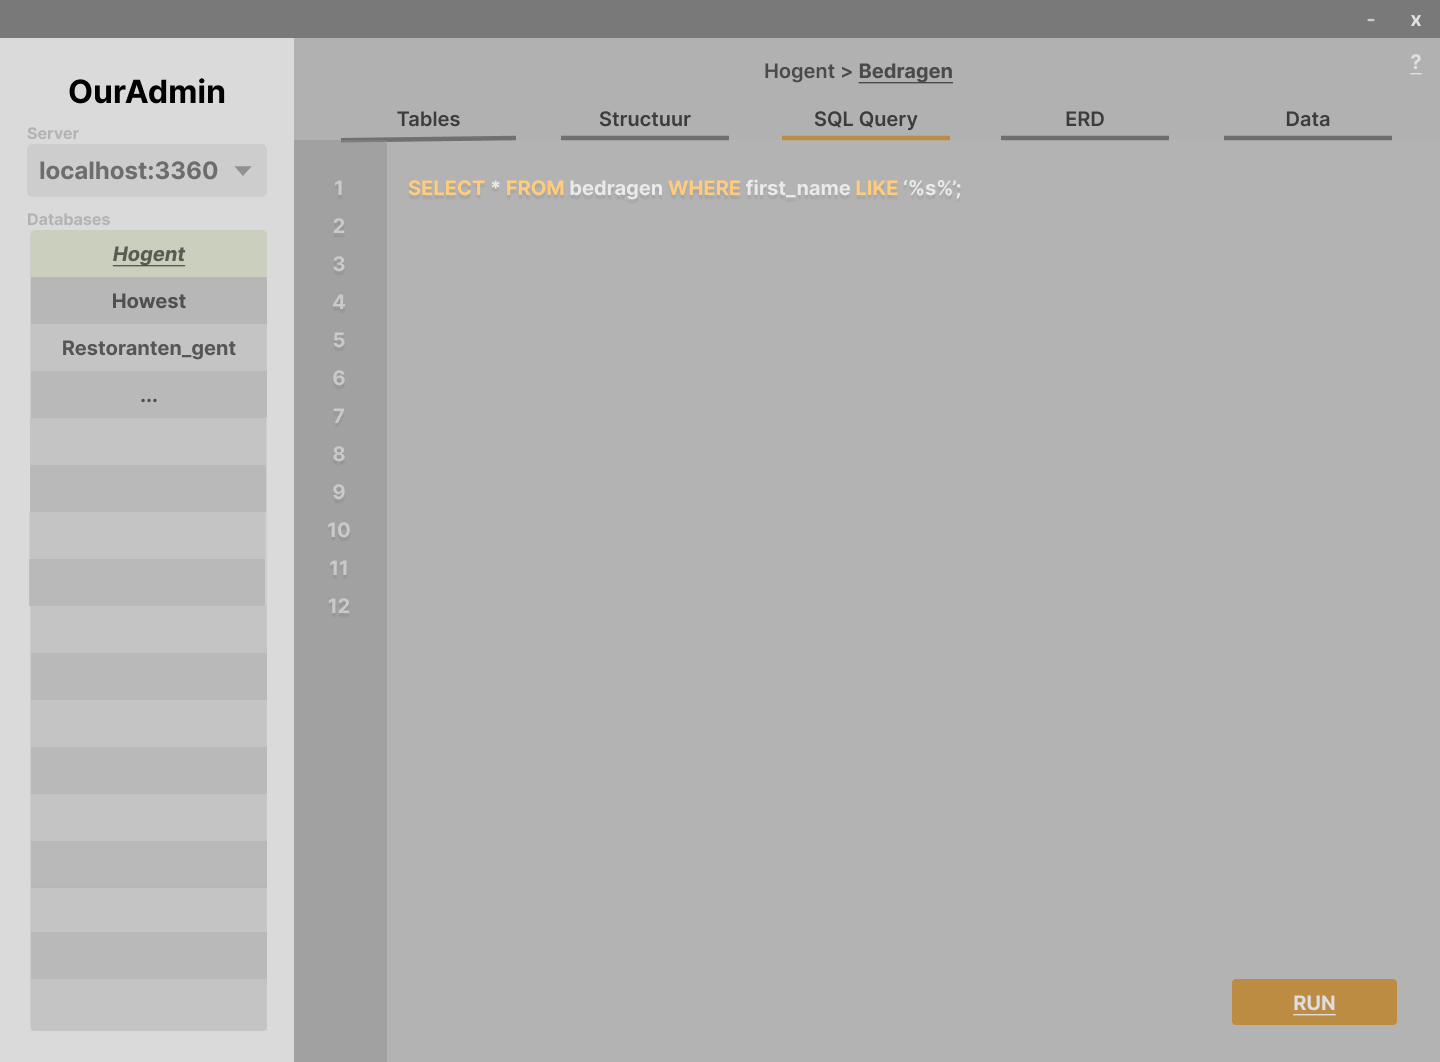 - x
OurAdmin
Server
localhost:3360
Databases
Hogent
Howest
Restoranten_gent
...
Hogent > Bedragen
?
Tables
Structuur
SQL Query
ERD
Data
1 SELECT * FROM bedragen WHERE first_name LIKE ‘%s%’;
2
3
4
5
6
7
8
9
10
11
12
RUN